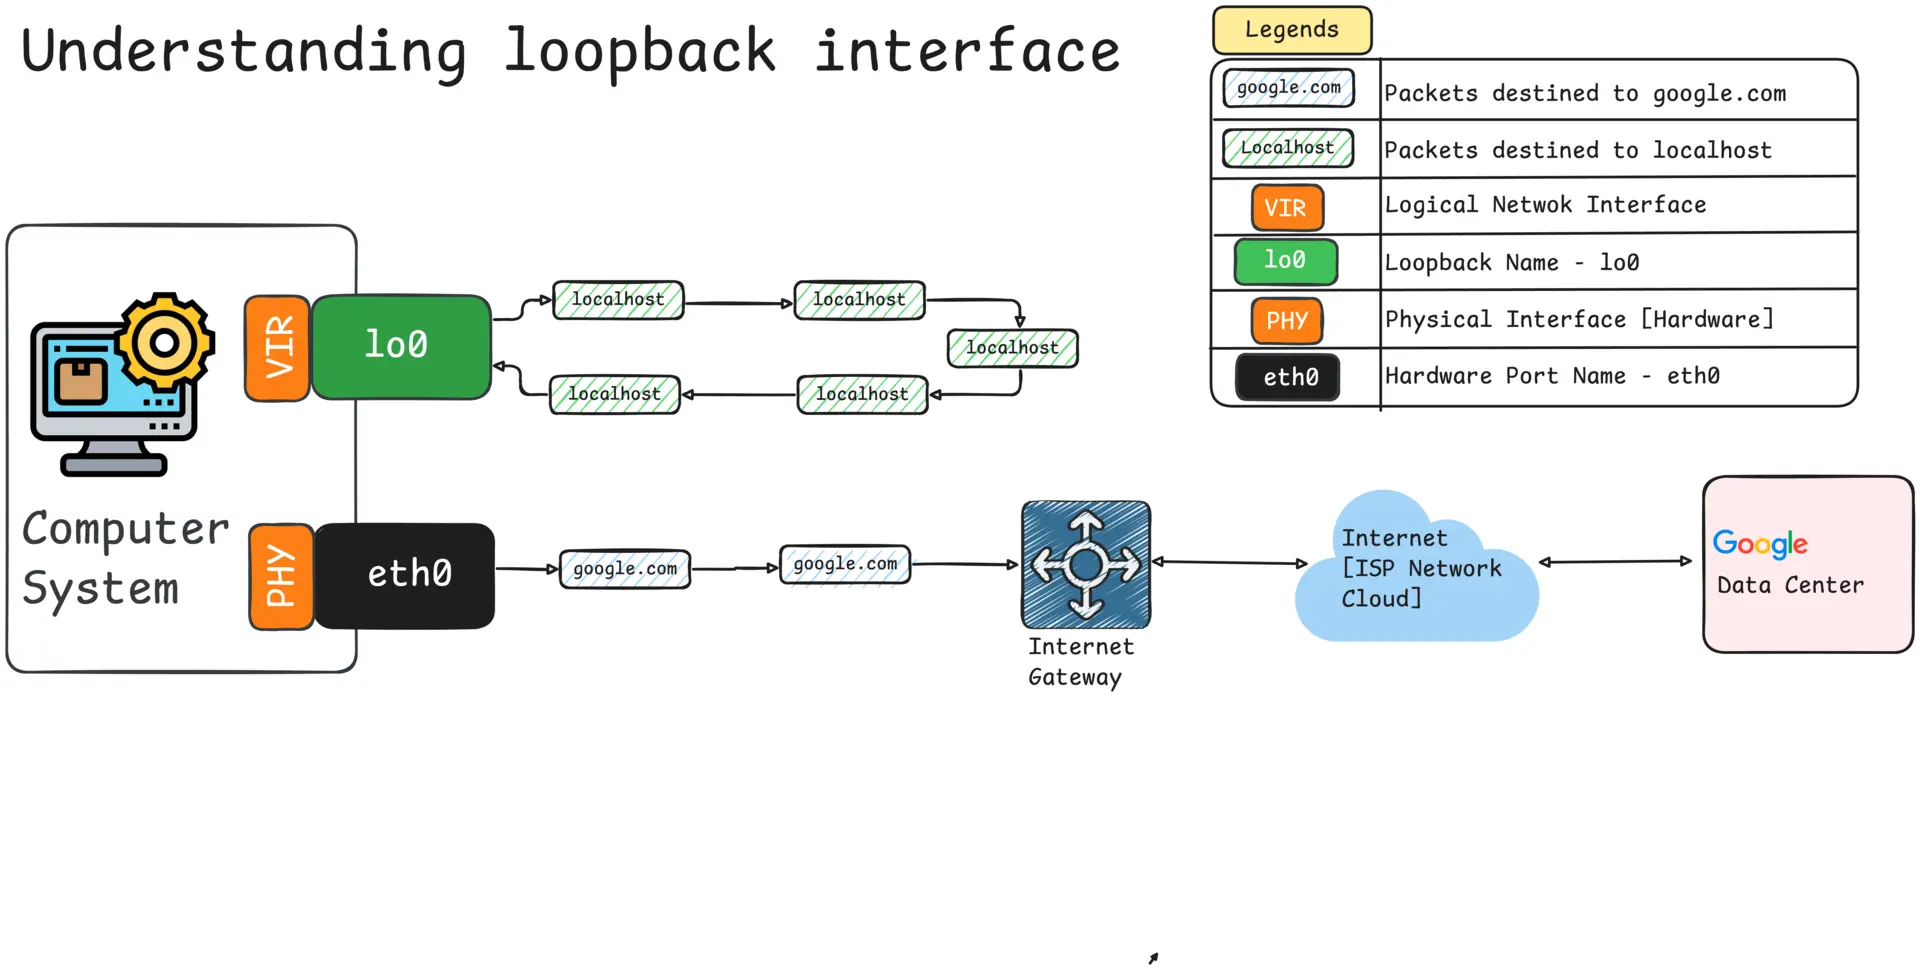 Understanding loopback interface
Legends
google.com Packets destined to google.com
Localhost Packets destined to localhost
VIR Logical Netwok Interface
lo0 Loopback Name - lo0
PHY Physical Interface [Hardware]
eth0 Hardware Port Name - eth0
Computer
System
VIR
lo0
localhost
localhost
localhost
localhost
localhost
PHY
eth0
google.com
google.com
Internet
Gateway
Internet
[ISP Network
Cloud]
Google
Data Center